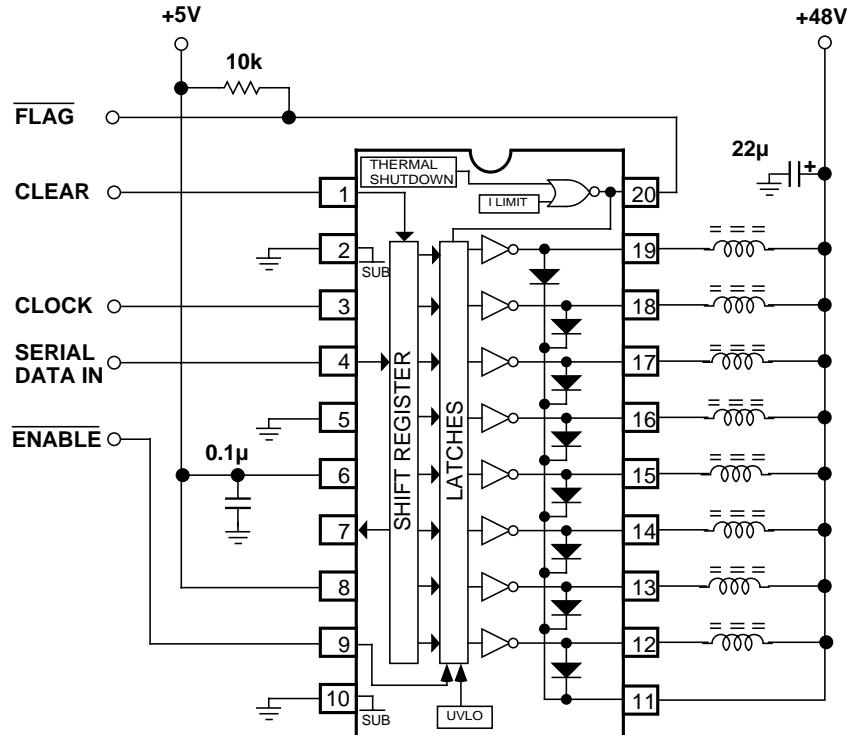 +5V
+48V
10k
FLAG
22µ
+
THERMAL
SHUTDOWN
CLEAR
1
I LIMIT
20
2
SUB
19
CLOCK
3
18
SERIAL
DATA IN
4
17
SHIFT REGISTER
LATCHES
5
16
ENABLE
0.1µ
6
15
7
14
8
13
9
12
10
SUB
UVLO
11